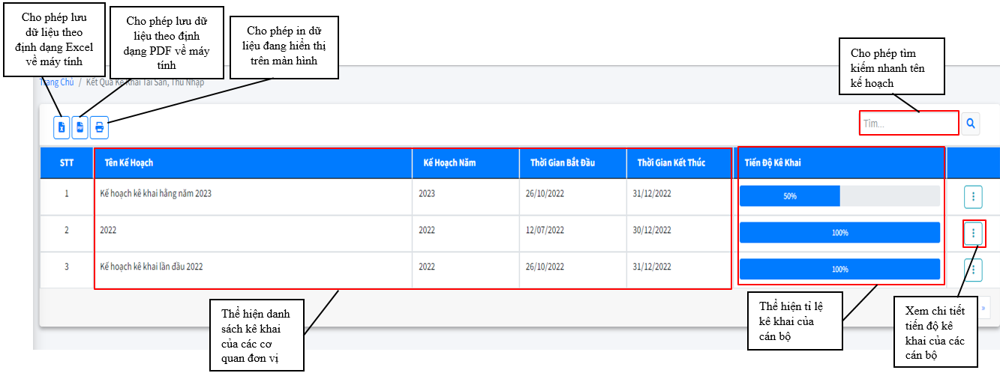 Cho phép lưu
dữ liệu theo
định dạng Excel
về máy tính
Cho phép lưu dữ
liệu theo định
dạng PDF về máy
tính
Cho phép in dữ
liệu đang hiển thị
trên màn hình
Cho phép tìm
kiếm nhanh tên
kế hoạch
Trang Chủ / Kết Quả Kê Khai Tài Sản, Thu Nhập
Tìm...
STT Tên Kế Hoạch Kế Hoạch Năm Thời Gian Bắt Đầu Thời Gian Kết Thúc Tiến Độ Kê Khai
1 Kế hoạch kê khai hằng năm 2023 2023 26/10/2022 31/12/2022 50%
2 2022 2022 12/07/2022 30/12/2022 100%
3 Kế hoạch kê khai lần đầu 2022 2022 26/10/2022 31/12/2022 100%
»
Thể hiện danh
sách kê khai
của các cơ
quan đơn vị
Thể hiện tỉ lệ
kê khai của
cán bộ
Xem chi tiết
tiến độ kê
khai của các
cán bộ